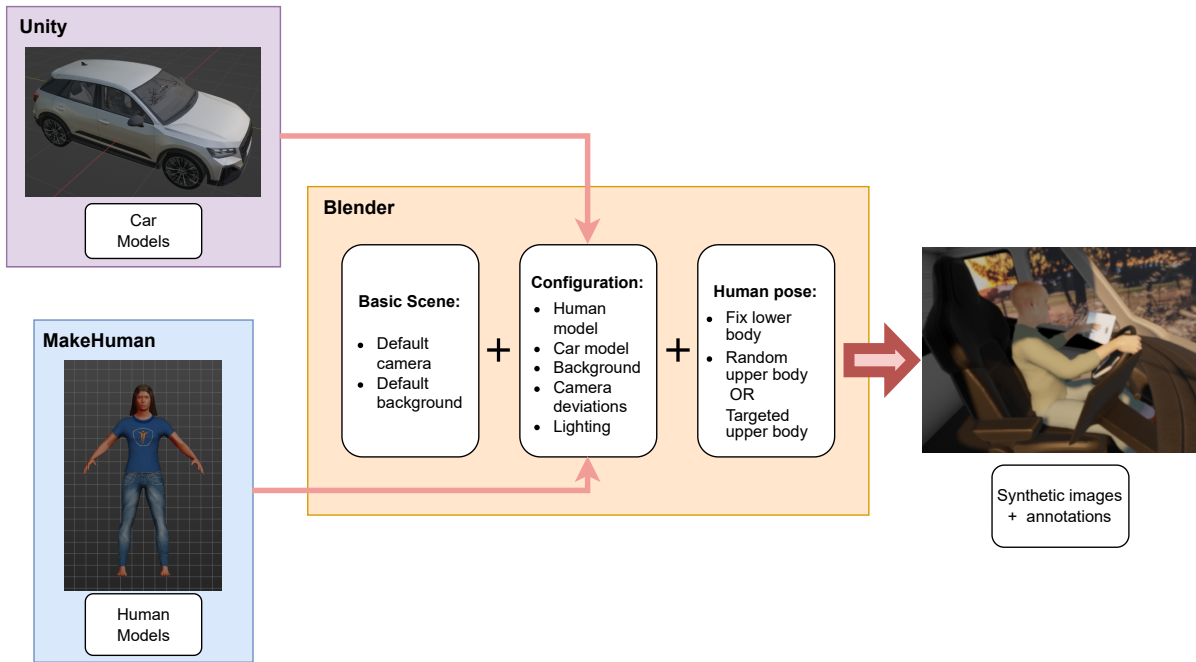 Unity
Car
Models
MakeHuman
Human
Models
Blender
Basic Scene:
• Default
camera
• Default
background
+
Configuration:
• Human
model
• Car model
• Background
• Camera
deviations
• Lighting
+
Human pose:
• Fix lower
body
• Random
upper body
OR
Targeted
upper body
Synthetic images
+ annotations